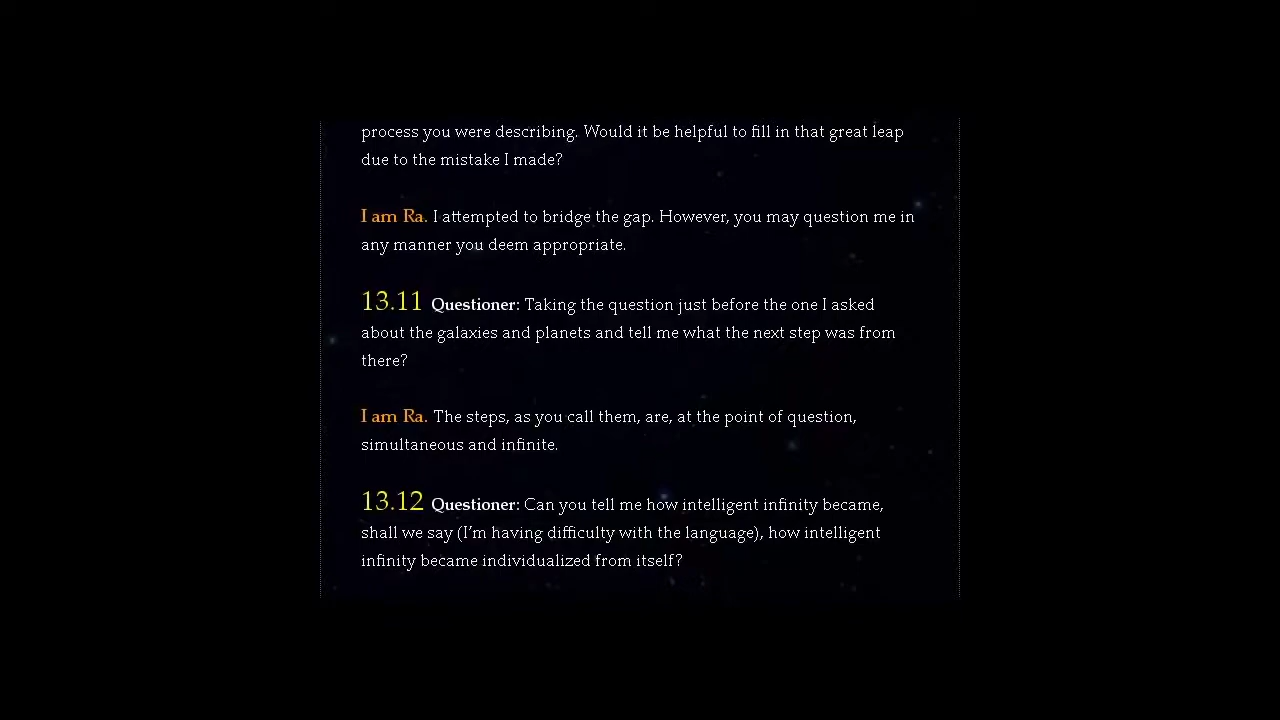 process you were describing. Would it be helpful to fill in that great leap
due to the mistake I made?
I am Ra. I attempted to bridge the gap. However, you may question me in
any manner you deem appropriate.
13.11 Questioner: Taking the question just before the one I asked
about the galaxies and planets and tell me what the next step was from
there?
I am Ra. The steps, as you call them, are, at the point of question,
simultaneous and infinite.
13.12 Questioner: Can you tell me how intelligent infinity became,
shall we say (I'm having difficulty with the language), how intelligent
infinity became individualized from itself?